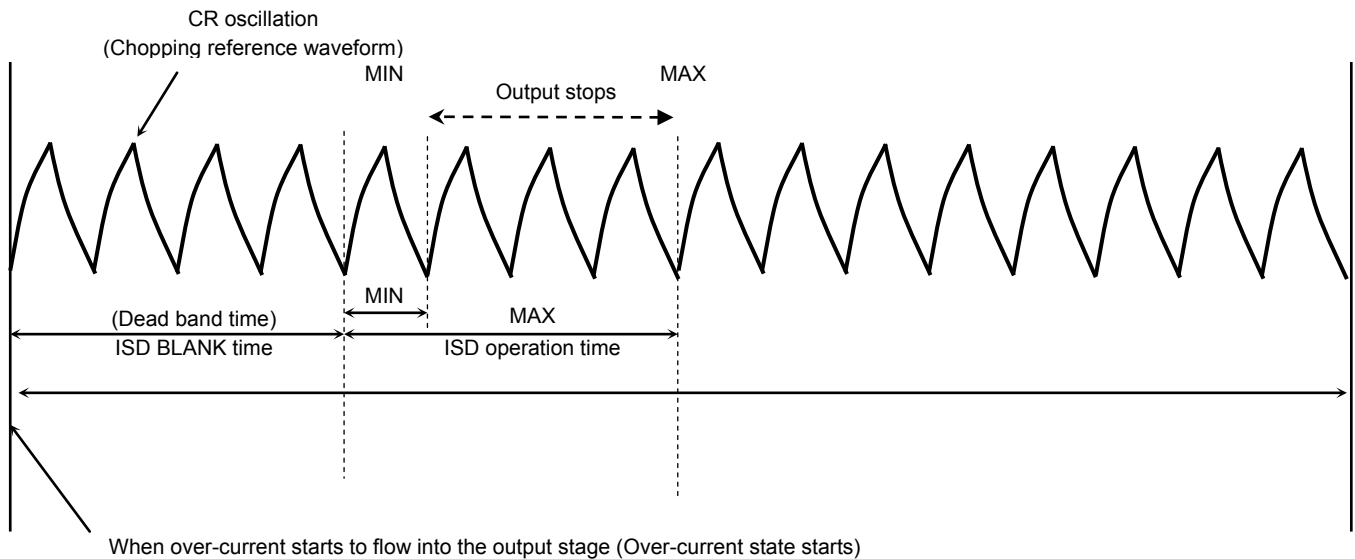 CR oscillation
(Chopping reference waveform)
MIN
MAX
Output stops
MIN
(Dead band time)
MAX
ISD BLANK time
ISD operation time
When over-current starts to flow into the output stage (Over-current state starts)